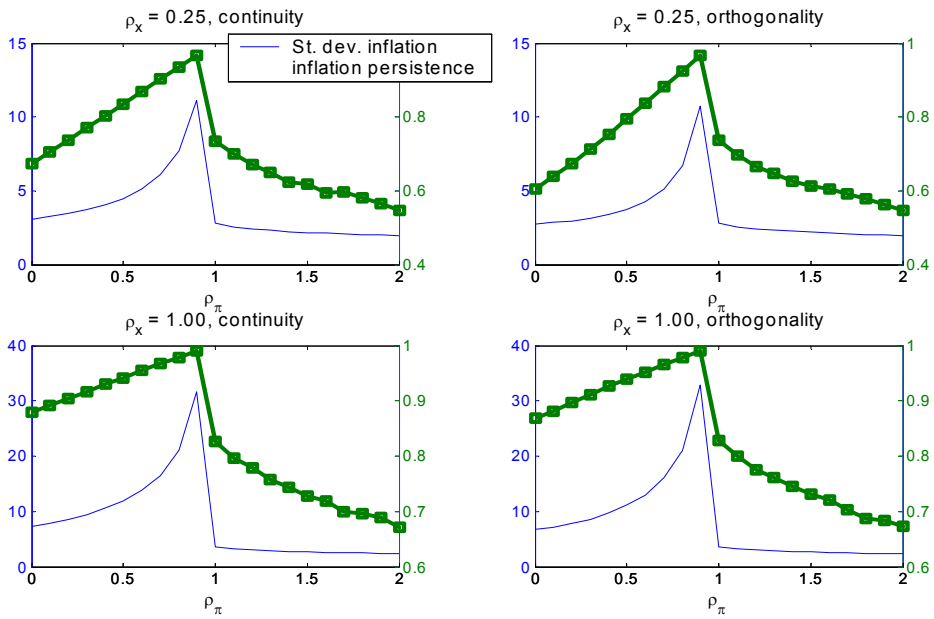 ρx = 0.25, continuity
15
10
5
0
1
0.8
0.6
0.4
0 0.5 1 1.5 2
ρπ
St. dev. inflation
inflation persistence
ρx = 0.25, orthogonality
15
10
5
0
1
0.8
0.6
0.4
0 0.5 1 1.5 2
ρπ
ρx = 1.00, continuity
40
30
20
10
0
1
0.9
0.8
0.7
0.6
0 0.5 1 1.5 2
ρπ
ρx = 1.00, orthogonality
40
30
20
10
0
1
0.9
0.8
0.7
0.6
0 0.5 1 1.5 2
ρπ